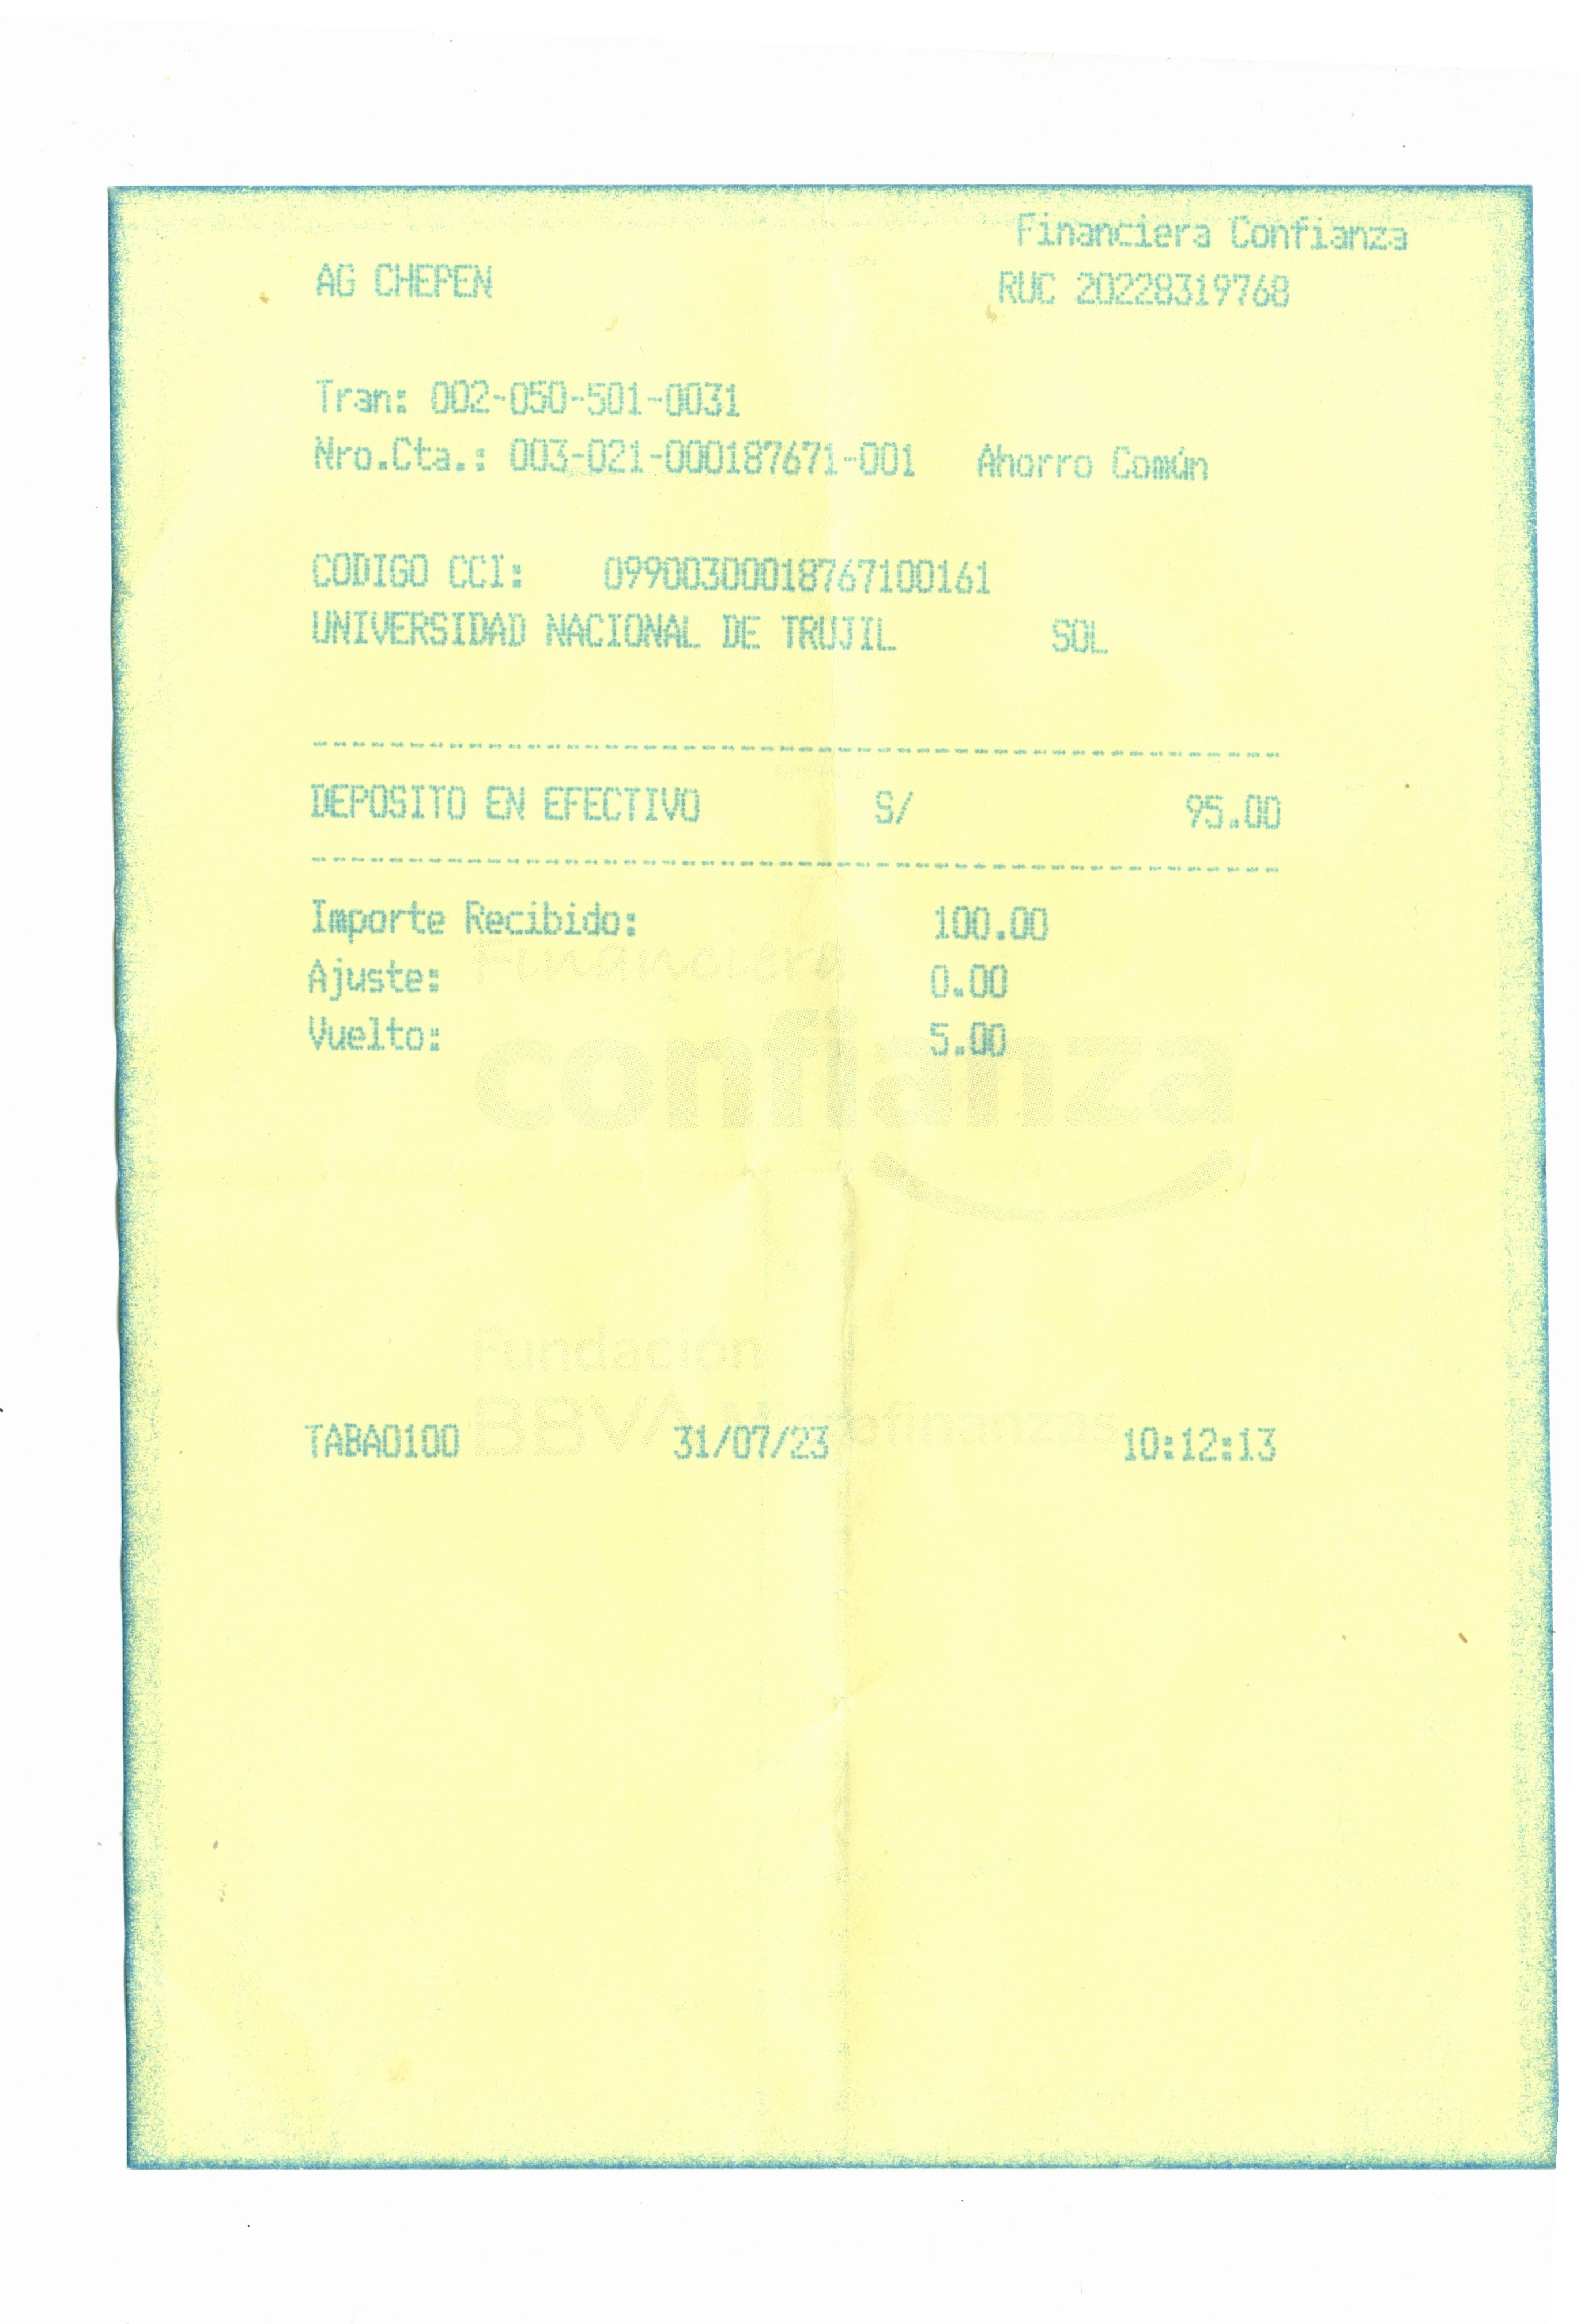 Financiera Confianza
AG CHEPEN RUC 20228319768
Tran: 002-050-501-0031
Nro.Cta.: 003-021-000187671-001 Ahorro Común
CODIGO CCI: 09900300018767100161
UNIVERSIDAD NACIONAL DE TRUJIL SOL
--------------------------------------------------
DEPOSITO EN EFECTIVO S/ 95.00
--------------------------------------------------
Importe Recibido: 100.00
Ajuste: 0.00
Vuelto: 5.00
Financiera
confianza
Fundación
BBVA Microfinanzas
TABA0100 31/07/23 10:12:13